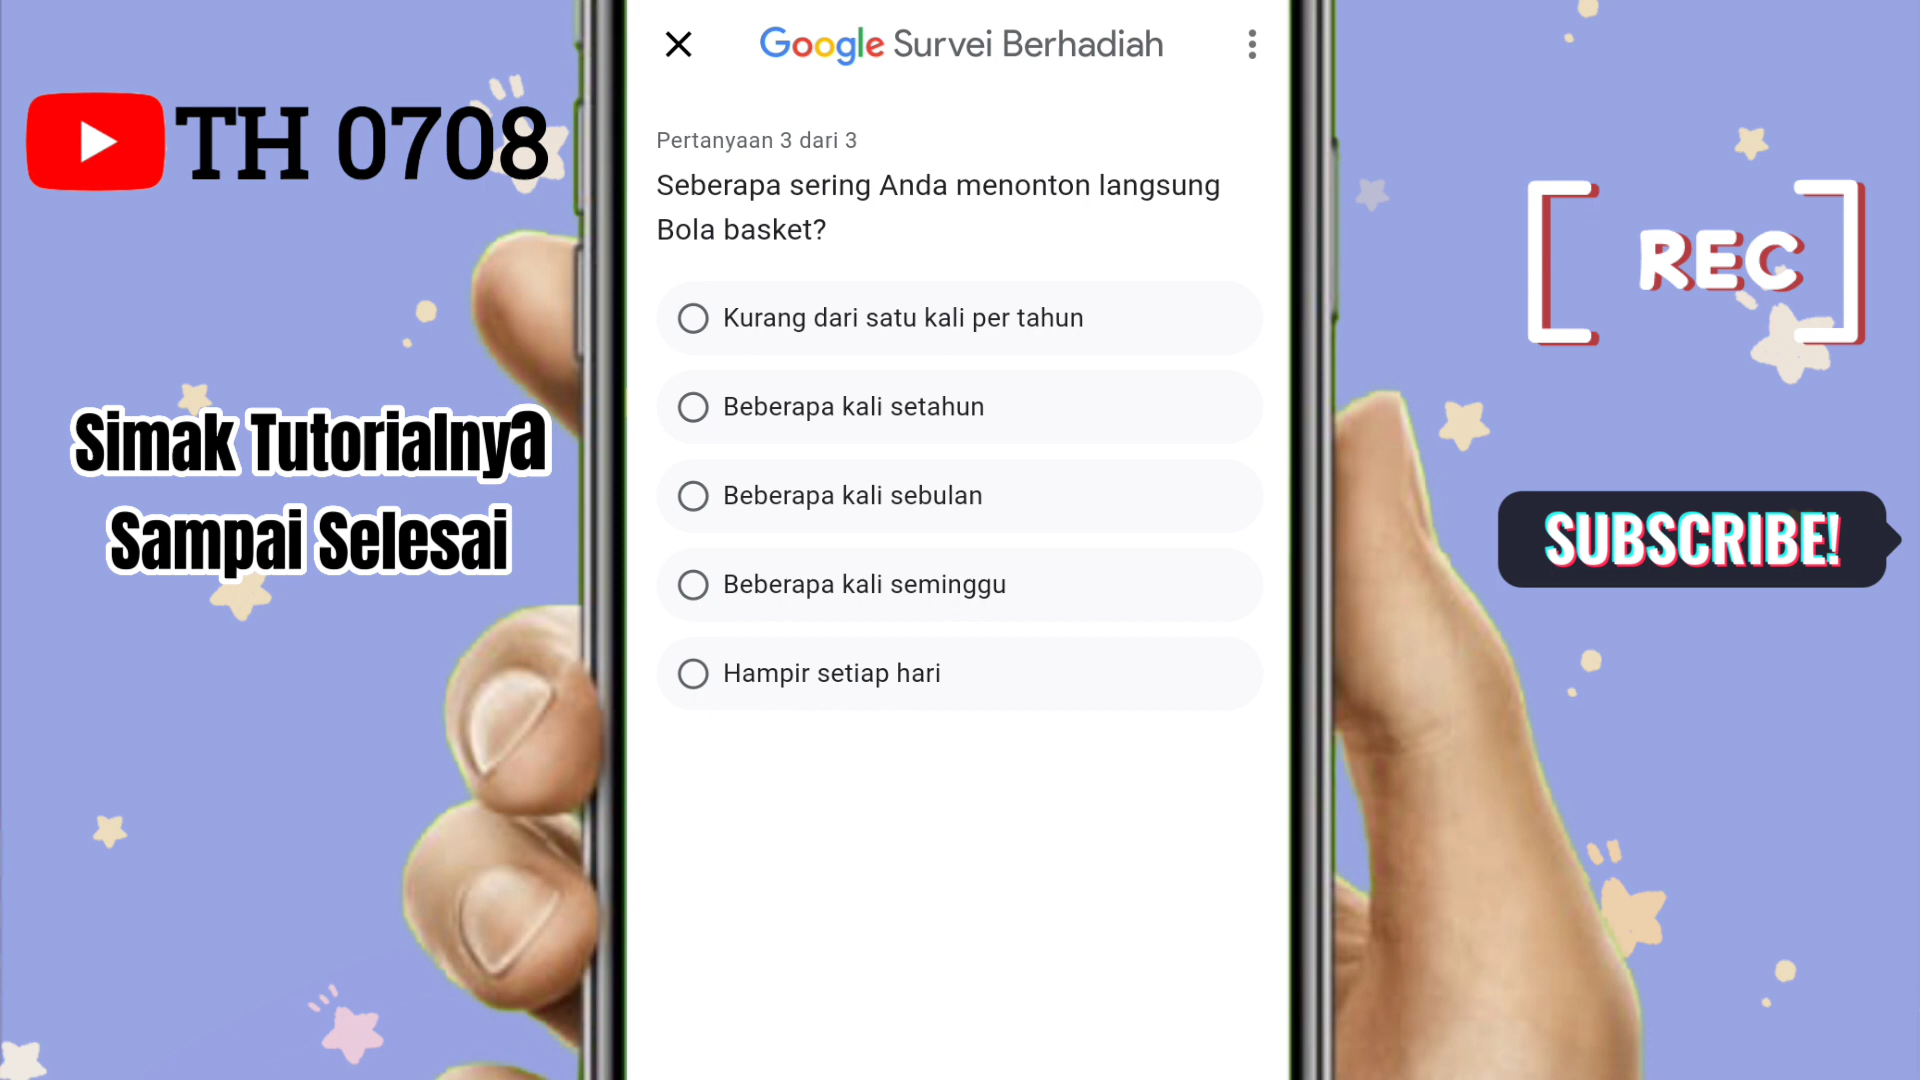 TH 0708
Simak Tutorialnya
Sampai Selesai
Google Survei Berhadiah
Pertanyaan 3 dari 3
Seberapa sering Anda menonton langsung
Bola basket?
Kurang dari satu kali per tahun
Beberapa kali setahun
Beberapa kali sebulan
Beberapa kali seminggu
Hampir setiap hari
REC
SUBSCRIBE!